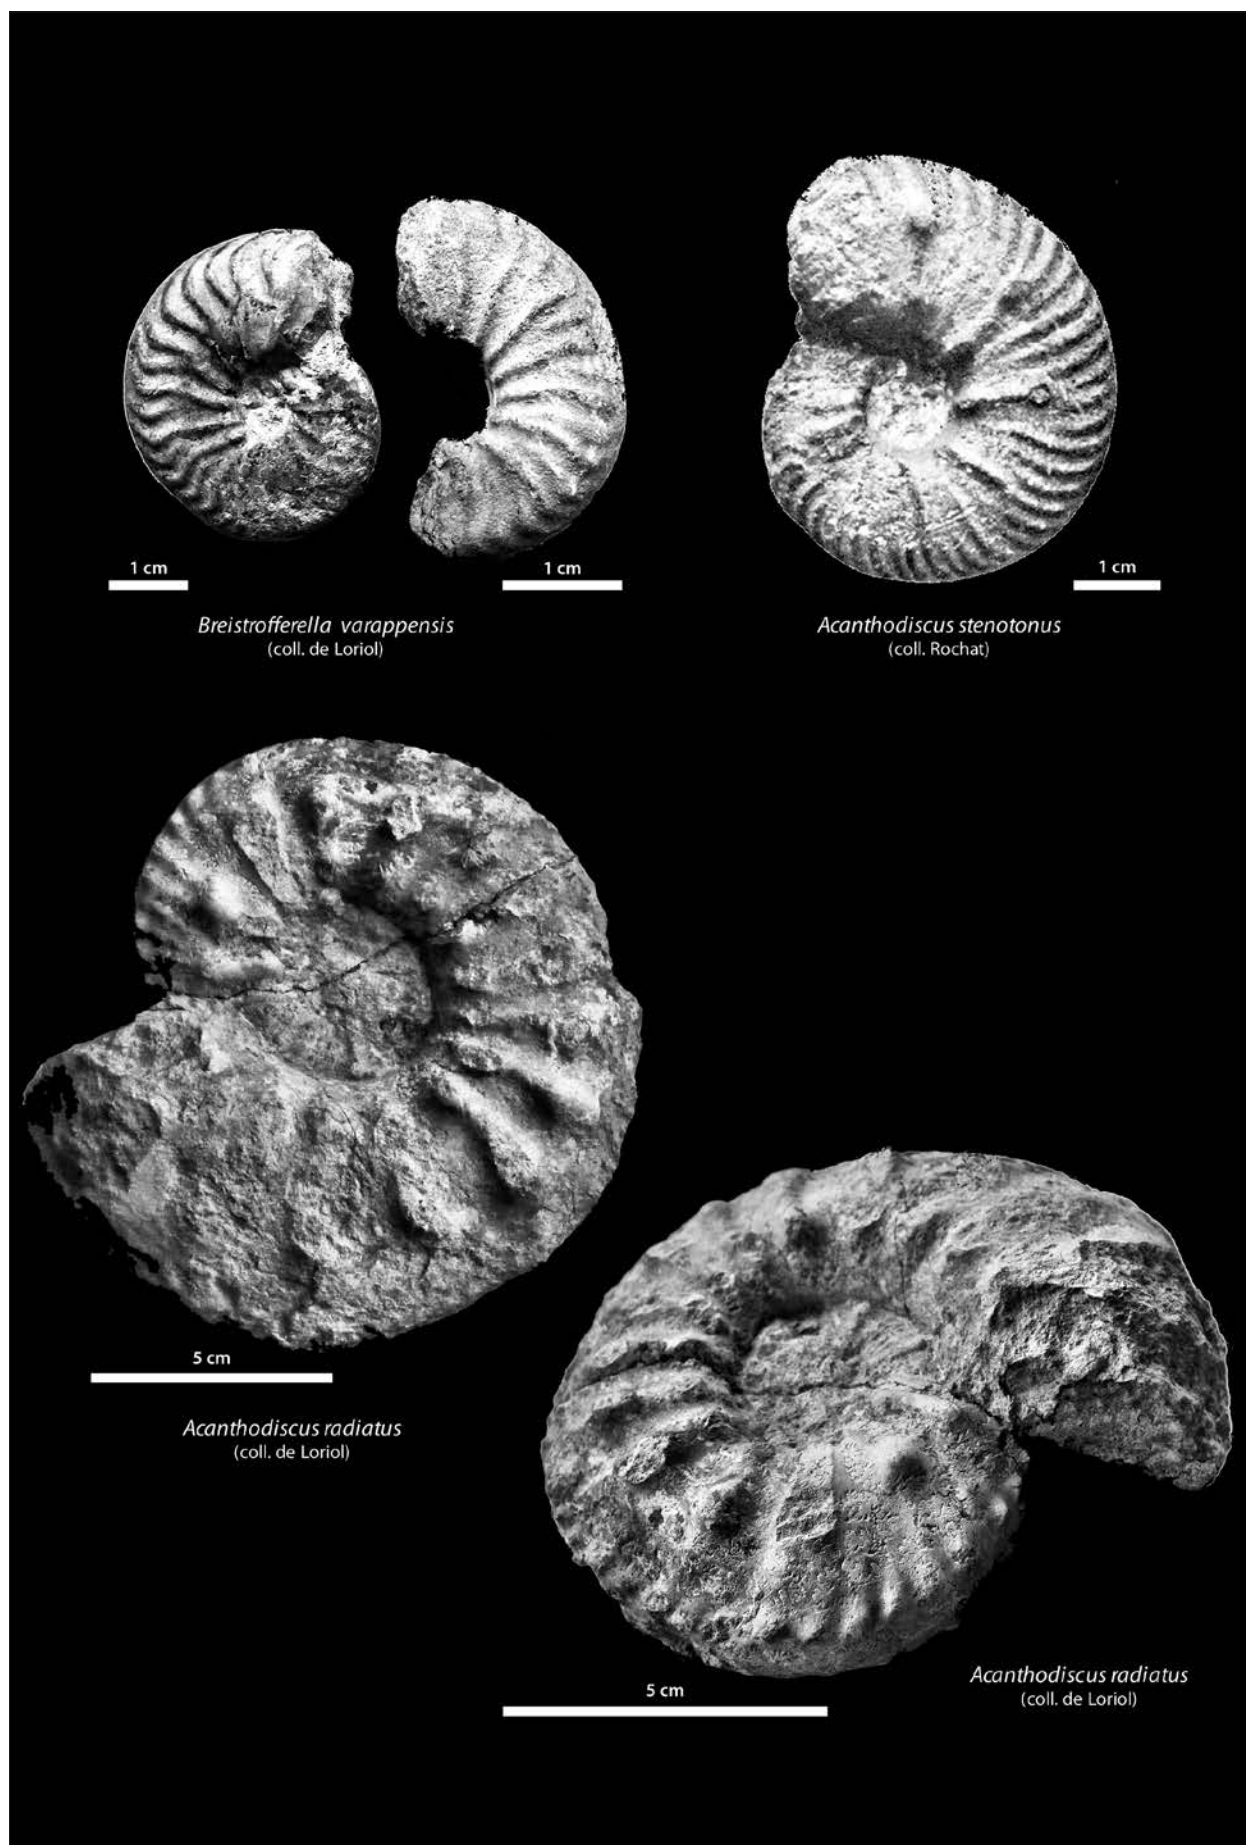 1 cm
1 cm
1 cm
Breistrofferella varappensis
(coll. de Loriol)
Acanthodiscus stenotonus
(coll. Rochat)
5 cm
Acanthodiscus radiatus
(coll. de Loriol)
5 cm
Acanthodiscus radiatus
(coll. de Loriol)